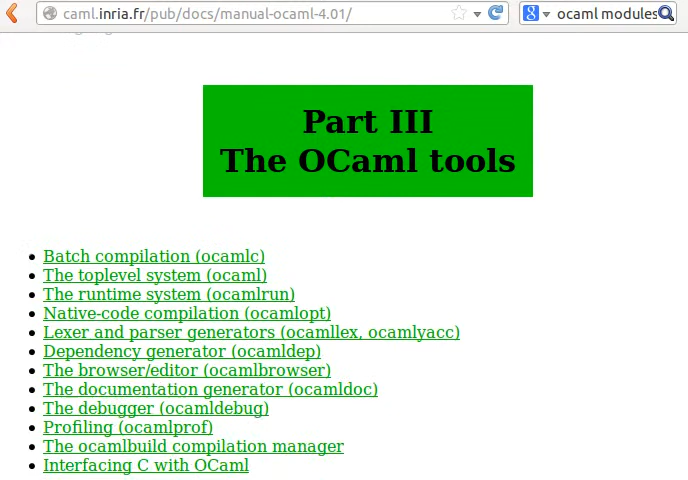 caml.inria.fr/pub/docs/manual-ocaml-4.01/
ocaml modules
Part III
The OCaml tools
Batch compilation (ocamlc)
The toplevel system (ocaml)
The runtime system (ocamlrun)
Native-code compilation (ocamlopt)
Lexer and parser generators (ocamllex, ocamlyacc)
Dependency generator (ocamldep)
The browser/editor (ocamlbrowser)
The documentation generator (ocamldoc)
The debugger (ocamldebug)
Profiling (ocamlprof)
The ocamlbuild compilation manager
Interfacing C with OCaml